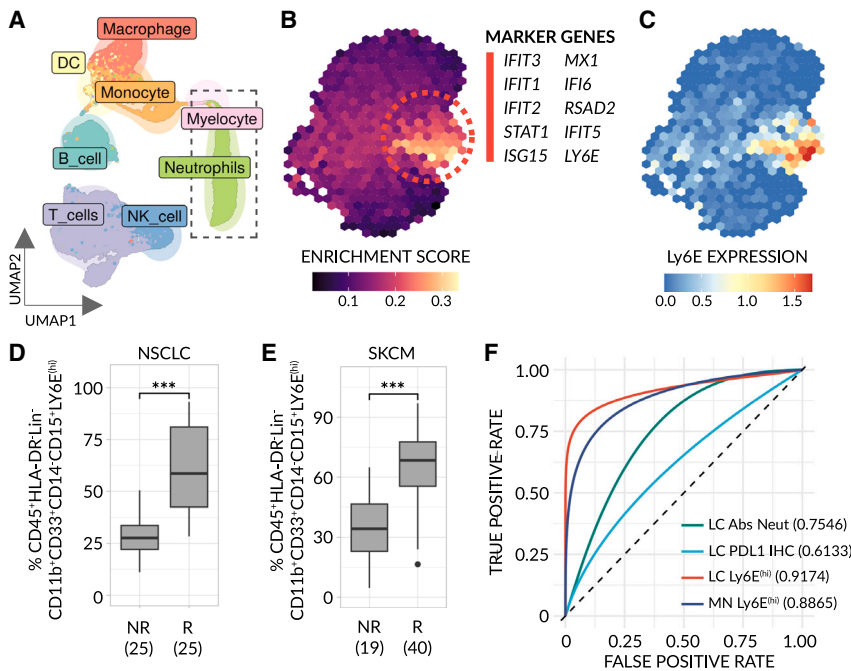 A
Macrophage
DC
Monocyte
Myelocyte
B_cell
Neutrophils
T_cells
NK_cell
UMAP2
UMAP1
B
MARKER GENES
IFIT3 MX1
IFIT1 IFI6
IFIT2 RSAD2
STAT1 IFIT5
ISG15 LY6E
ENRICHMENT SCORE
0.1 0.2 0.3
C
Ly6E EXPRESSION
0.0 0.5 1.0 1.5
D
NSCLC
***
% CD45⁺HLA-DR⁻Lin⁻
CD11b⁺CD33⁺CD14⁻CD15⁺LY6E⁽ʰⁱ⁾
100
75
50
25
0
NR R
(25) (25)
E
SKCM
***
% CD45⁺HLA-DR⁻Lin⁻
CD11b⁺CD33⁺CD14⁻CD15⁺LY6E⁽ʰⁱ⁾
90
60
30
0
NR R
(19) (40)
F
TRUE POSITIVE-RATE
1.00
0.75
0.50
0.25
0
LC Abs Neut (0.7546)
LC PDL1 IHC (0.6133)
LC Ly6E⁽ʰⁱ⁾ (0.9174)
MN Ly6E⁽ʰⁱ⁾ (0.8865)
0 0.25 0.50 0.75 1.00
FALSE POSITIVE RATE